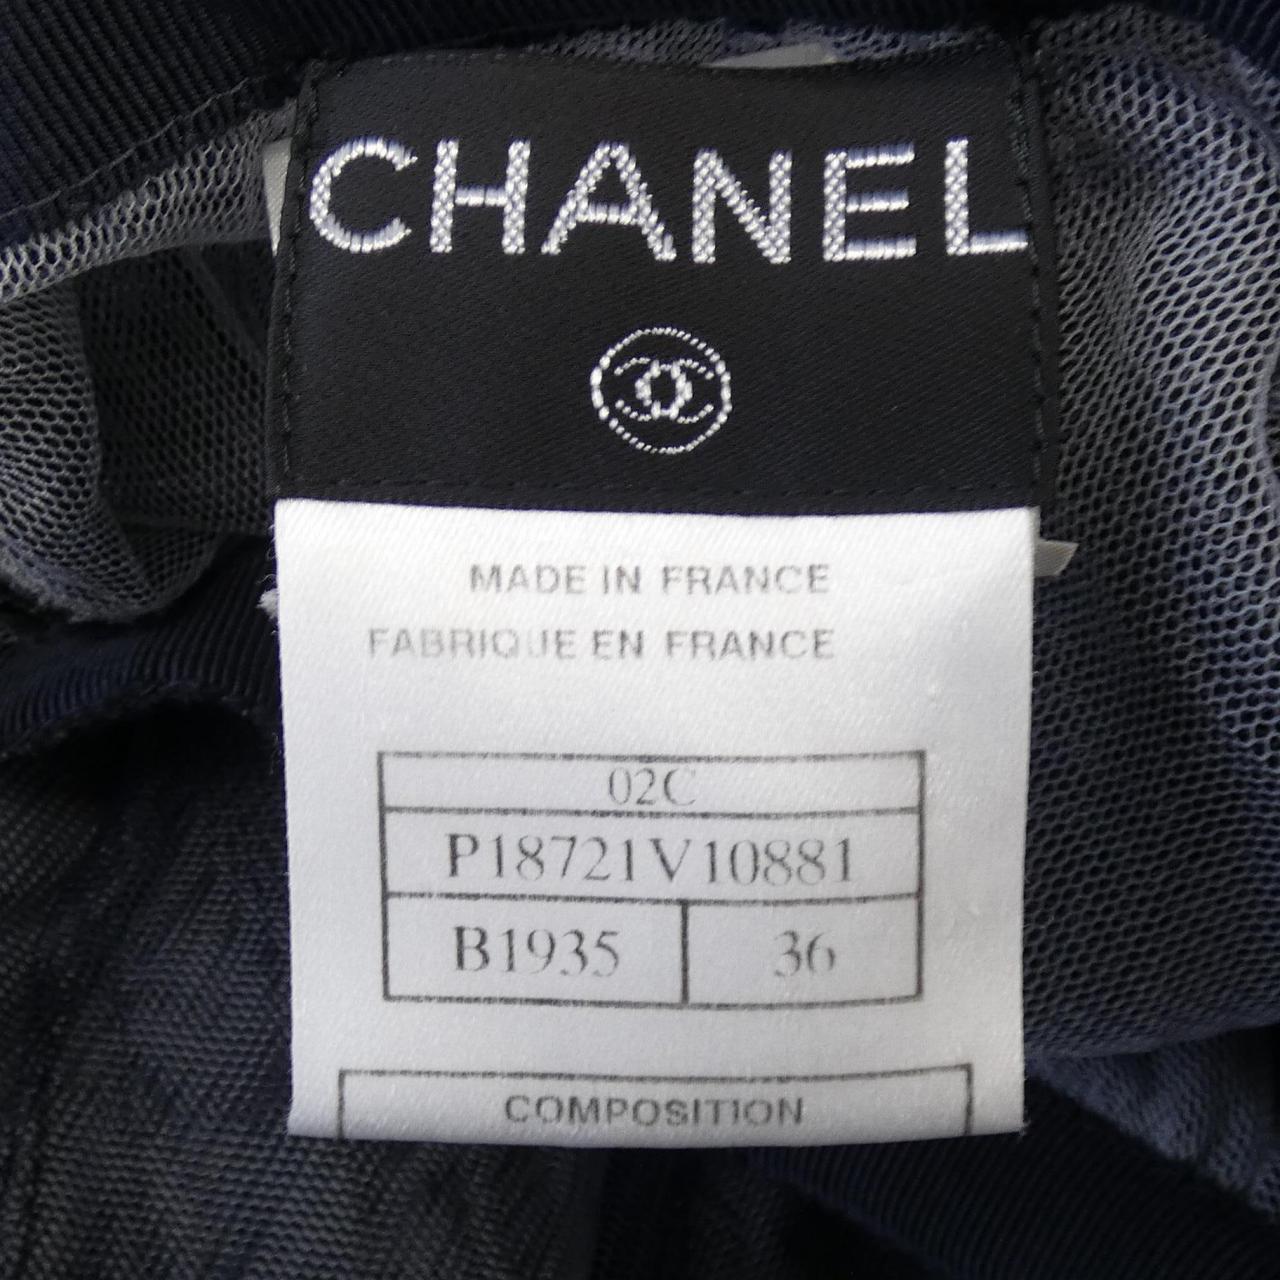 CHANEL
MADE IN FRANCE
FABRIQUE EN FRANCE
02C
P18721V10881
B1935 36
COMPOSITION